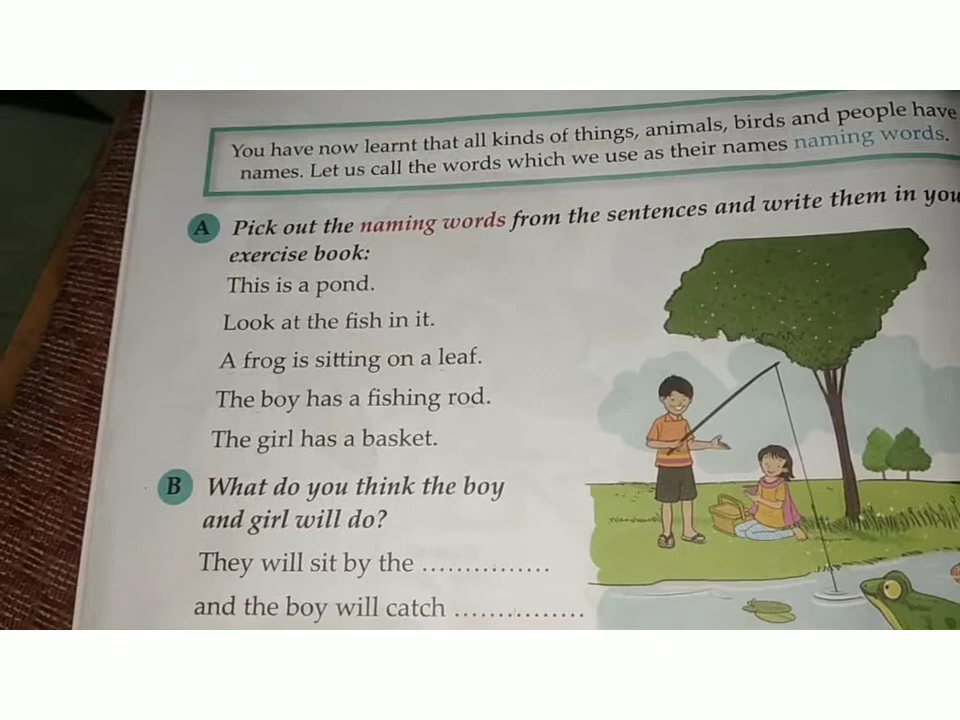 You have now learnt that all kinds of things, animals, birds and people have
names. Let us call the words which we use as their names naming words.
A Pick out the naming words from the sentences and write them in you
exercise book:
This is a pond.
Look at the fish in it.
A frog is sitting on a leaf.
The boy has a fishing rod.
The girl has a basket.
B What do you think the boy
and girl will do?
They will sit by the ...............
and the boy will catch ...............